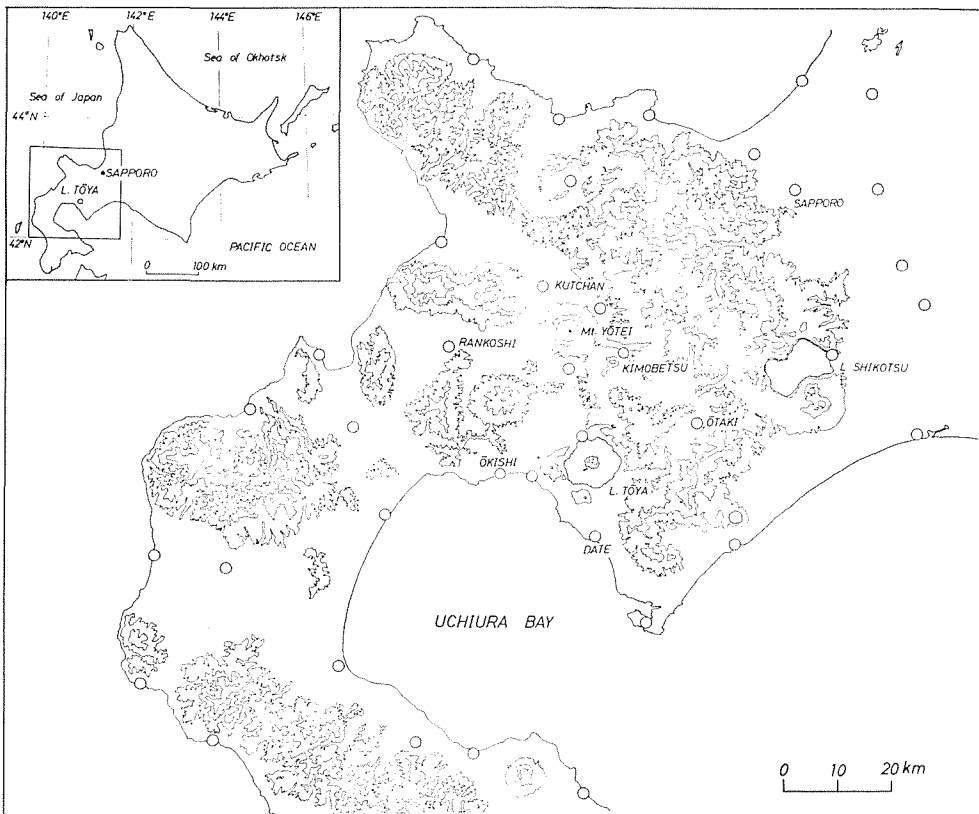 140°E
142°E
144°E
146°E
Sea of Okhotsk
Sea of Japan
44°N
SAPPORO
L. TŌYA
42°N
PACIFIC OCEAN
0 100 km
SAPPORO
KUTCHAN
Mt. YŌTEI
RANKOSHI
KIMOBETSU
L. SHIKOTSU
ŌTAKI
ŌKISHI
L. TŌYA
DATE
UCHIURA BAY
0 10 20 km